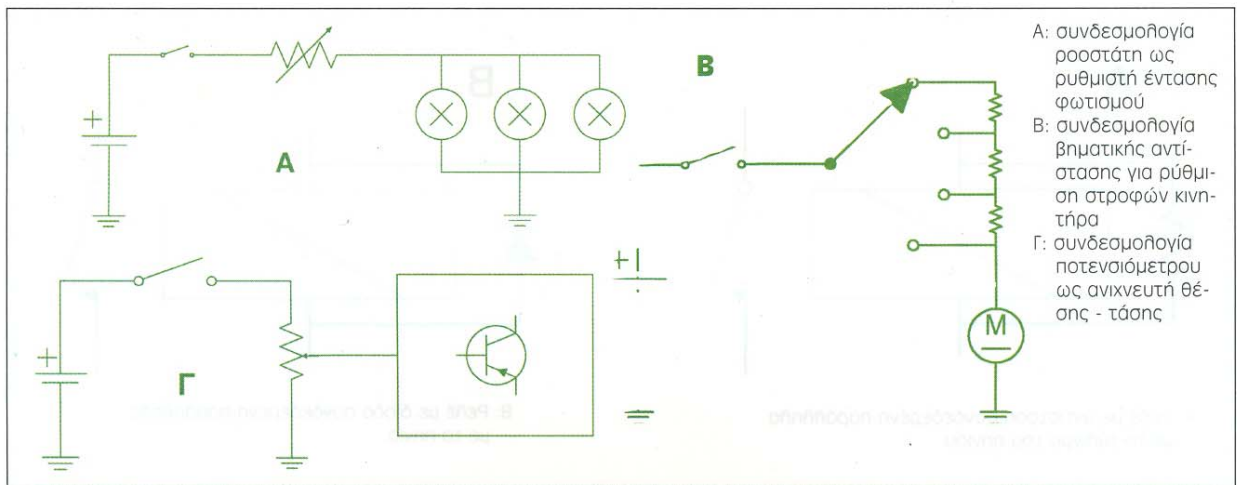 Α: συνδεσμολογία
ροοστάτη ως
ρυθμιστή έντασης
φωτισμού
Β: συνδεσμολογία
βηματικής αντί-
στασης για ρύθμι-
ση στροφών κινη-
τήρα
Γ: συνδεσμολογία
ποτενσιόμετρου
ως ανιχνευτή θέ-
σης - τάσης
+
Α
Β
M
+
Γ
+